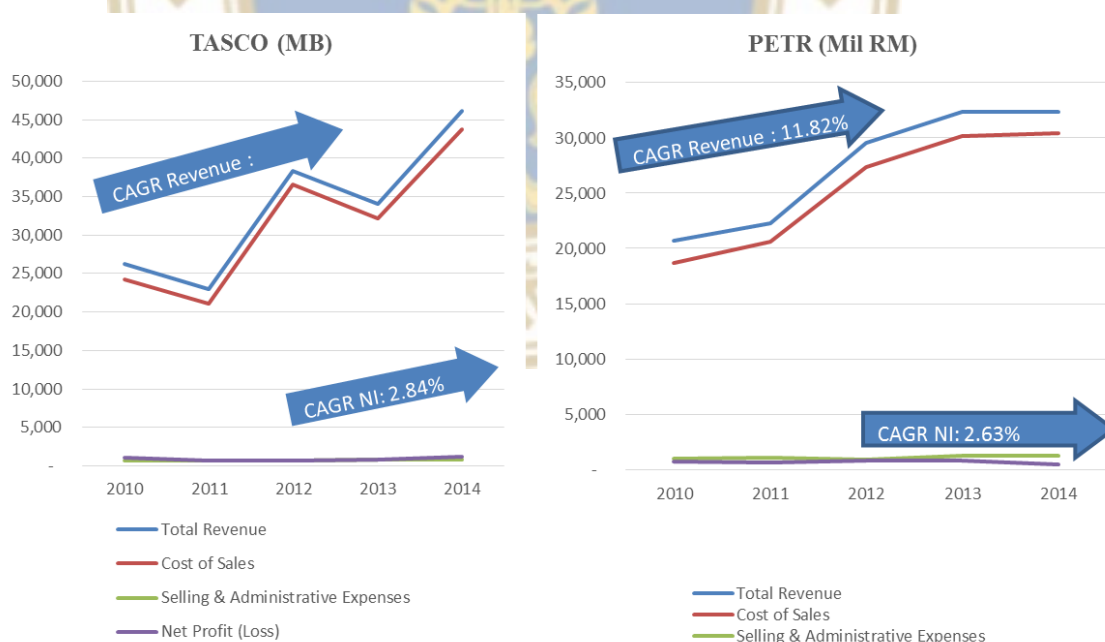 TASCO (MB)
50,000
45,000
40,000
35,000
30,000
25,000
20,000
15,000
10,000
5,000
-
CAGR Revenue :
CAGR NI: 2.84%
2010 2011 2012 2013 2014
Total Revenue
Cost of Sales
Selling & Administrative Expenses
Net Profit (Loss)
PETR (Mil RM)
35,000
30,000
25,000
20,000
15,000
10,000
5,000
-
CAGR Revenue : 11.82%
CAGR NI: 2.63%
2010 2011 2012 2013 2014
Total Revenue
Cost of Sales
Selling & Administrative Expenses